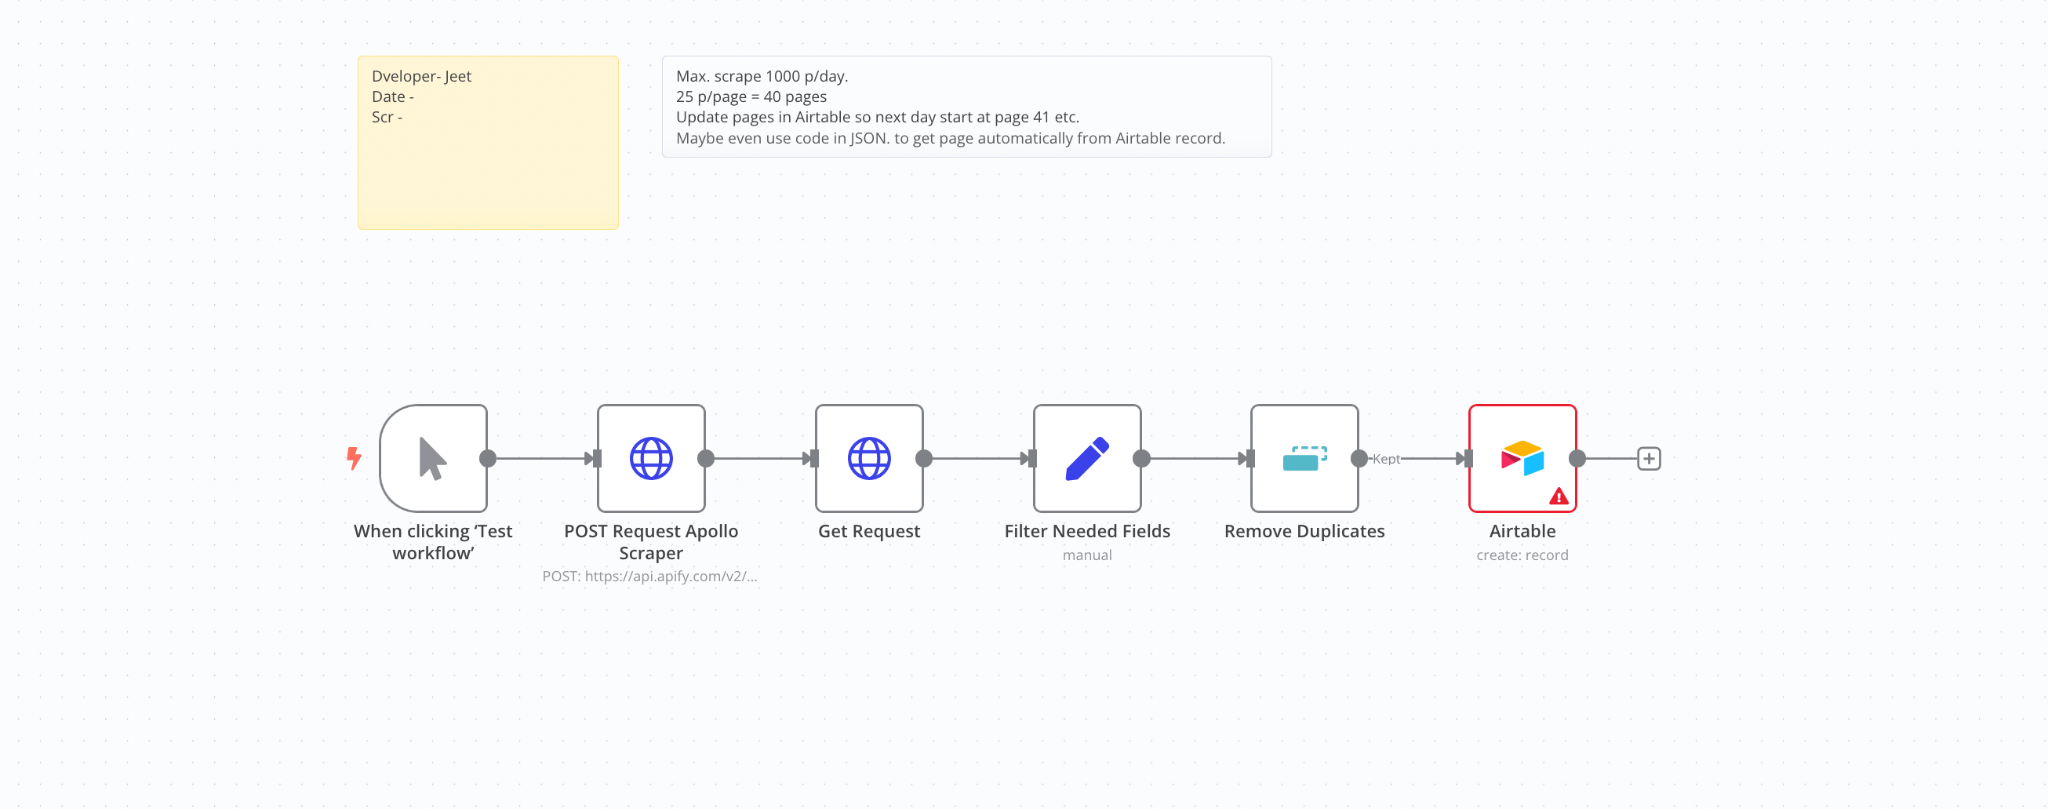 Dveloper- Jeet
Date -
Scr -
Max. scrape 1000 p/day.
25 p/page = 40 pages
Update pages in Airtable so next day start at page 41 etc.
Maybe even use code in JSON. to get page automatically from Airtable record.
Kept
When clicking ‘Test
workflow’
POST Request Apollo
Scraper
POST: https://api.apify.com/v2/...
Get Request
Filter Needed Fields
manual
Remove Duplicates
Airtable
create: record